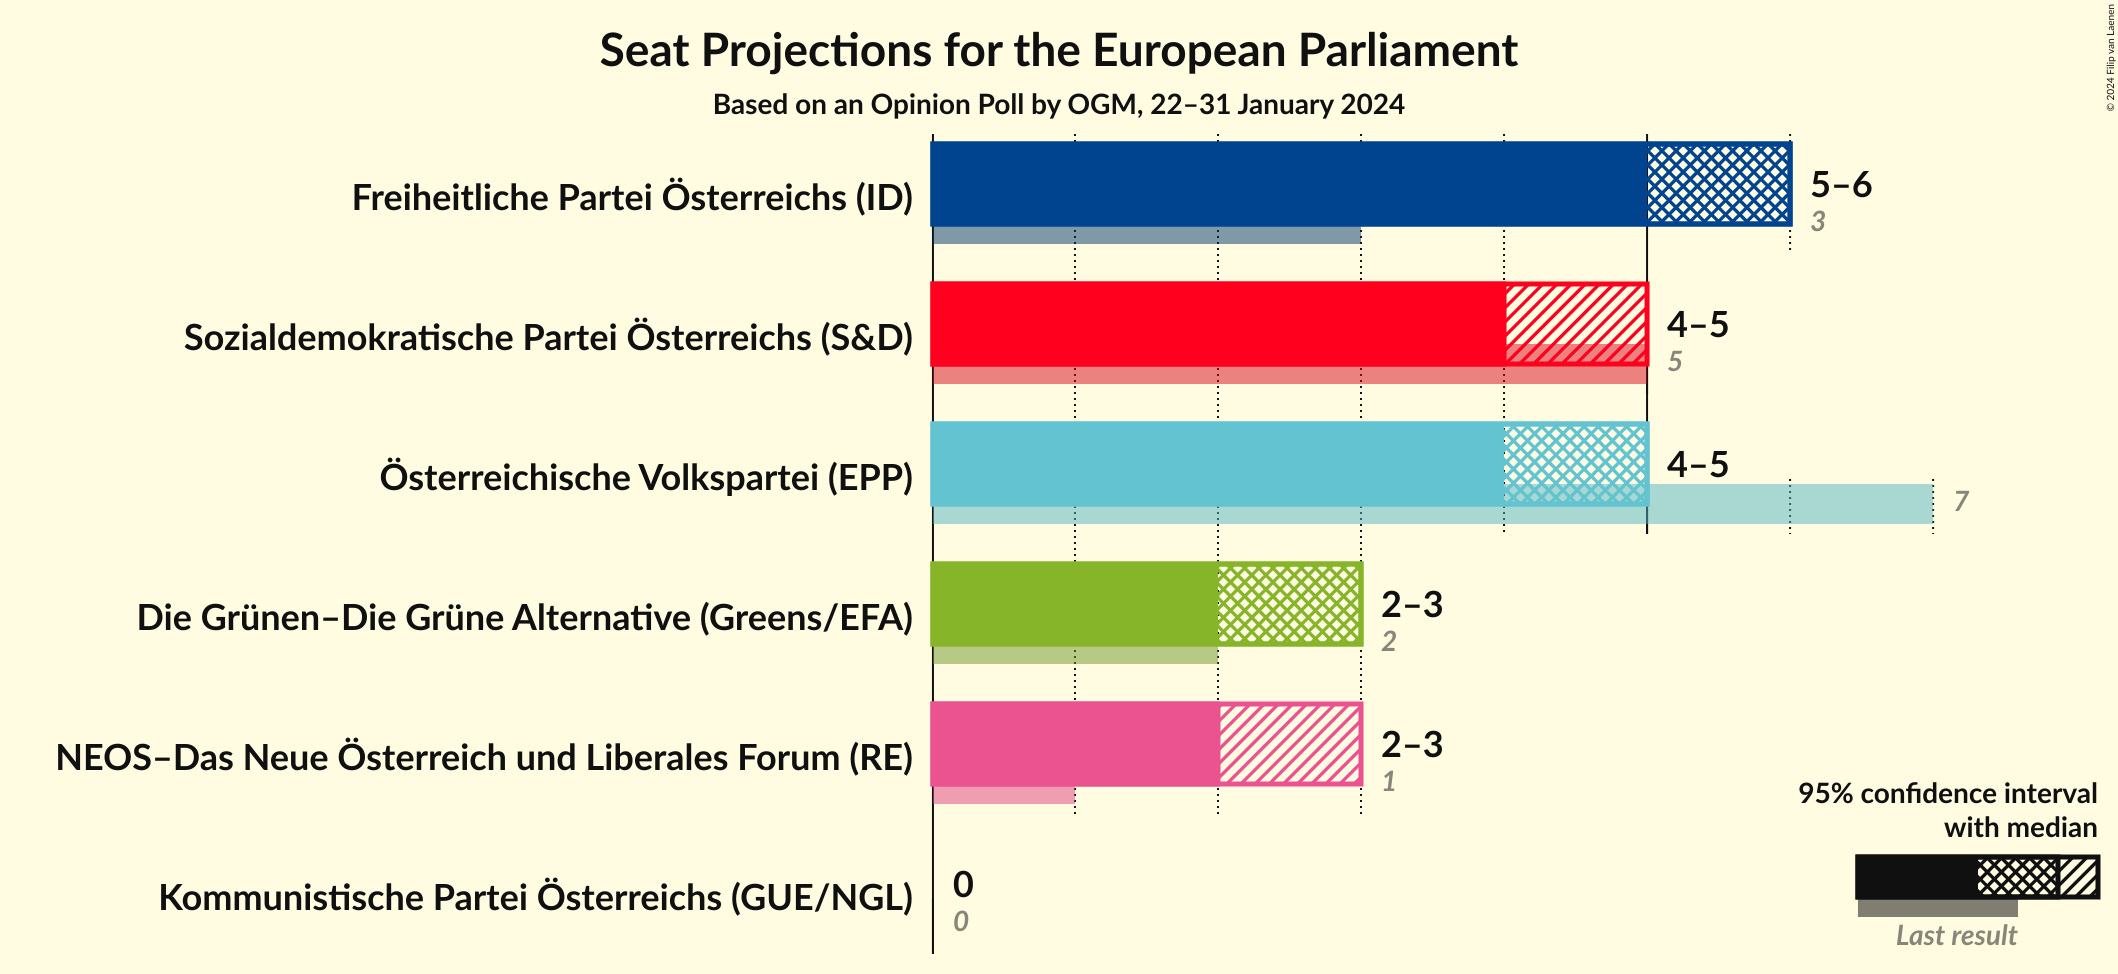 Seat Projections for the European Parliament
Based on an Opinion Poll by OGM, 22–31 January 2024
© 2024 Filip van Laenen
Freiheitliche Partei Österreichs (ID)
5–6
3
Sozialdemokratische Partei Österreichs (S&D)
4–5
5
Österreichische Volkspartei (EPP)
4–5
7
Die Grünen–Die Grüne Alternative (Greens/EFA)
2–3
2
NEOS–Das Neue Österreich und Liberales Forum (RE)
2–3
1
Kommunistische Partei Österreichs (GUE/NGL)
0
0
95% confidence interval
with median
Last result